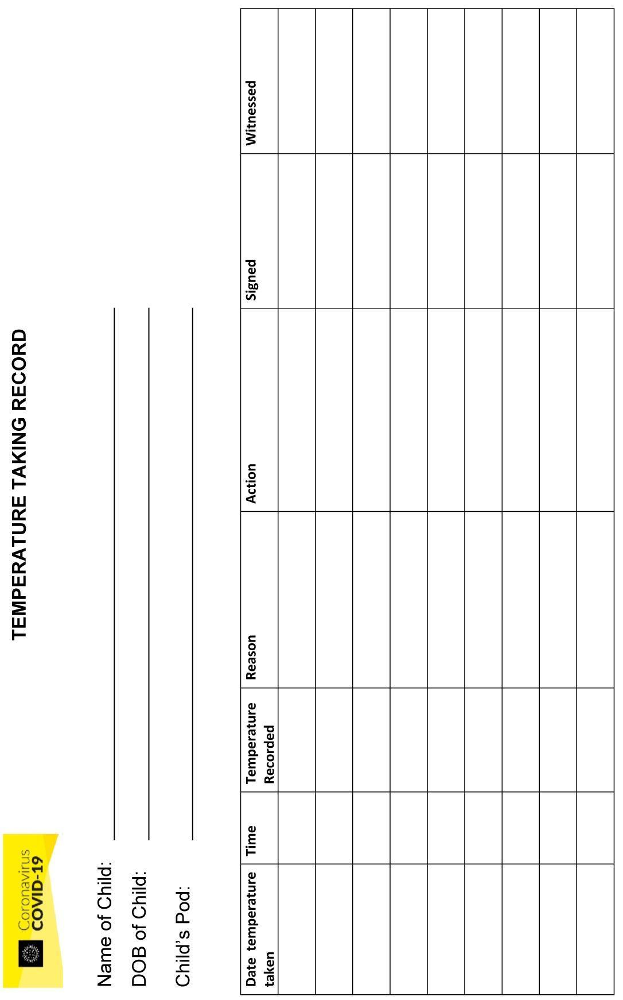 Coronavirus
COVID-19
TEMPERATURE TAKING RECORD
Name of Child:
DOB of Child:
Child's Pod:
Date temperature
taken
Time
Temperature
Recorded
Reason
Action
Signed
Witnessed